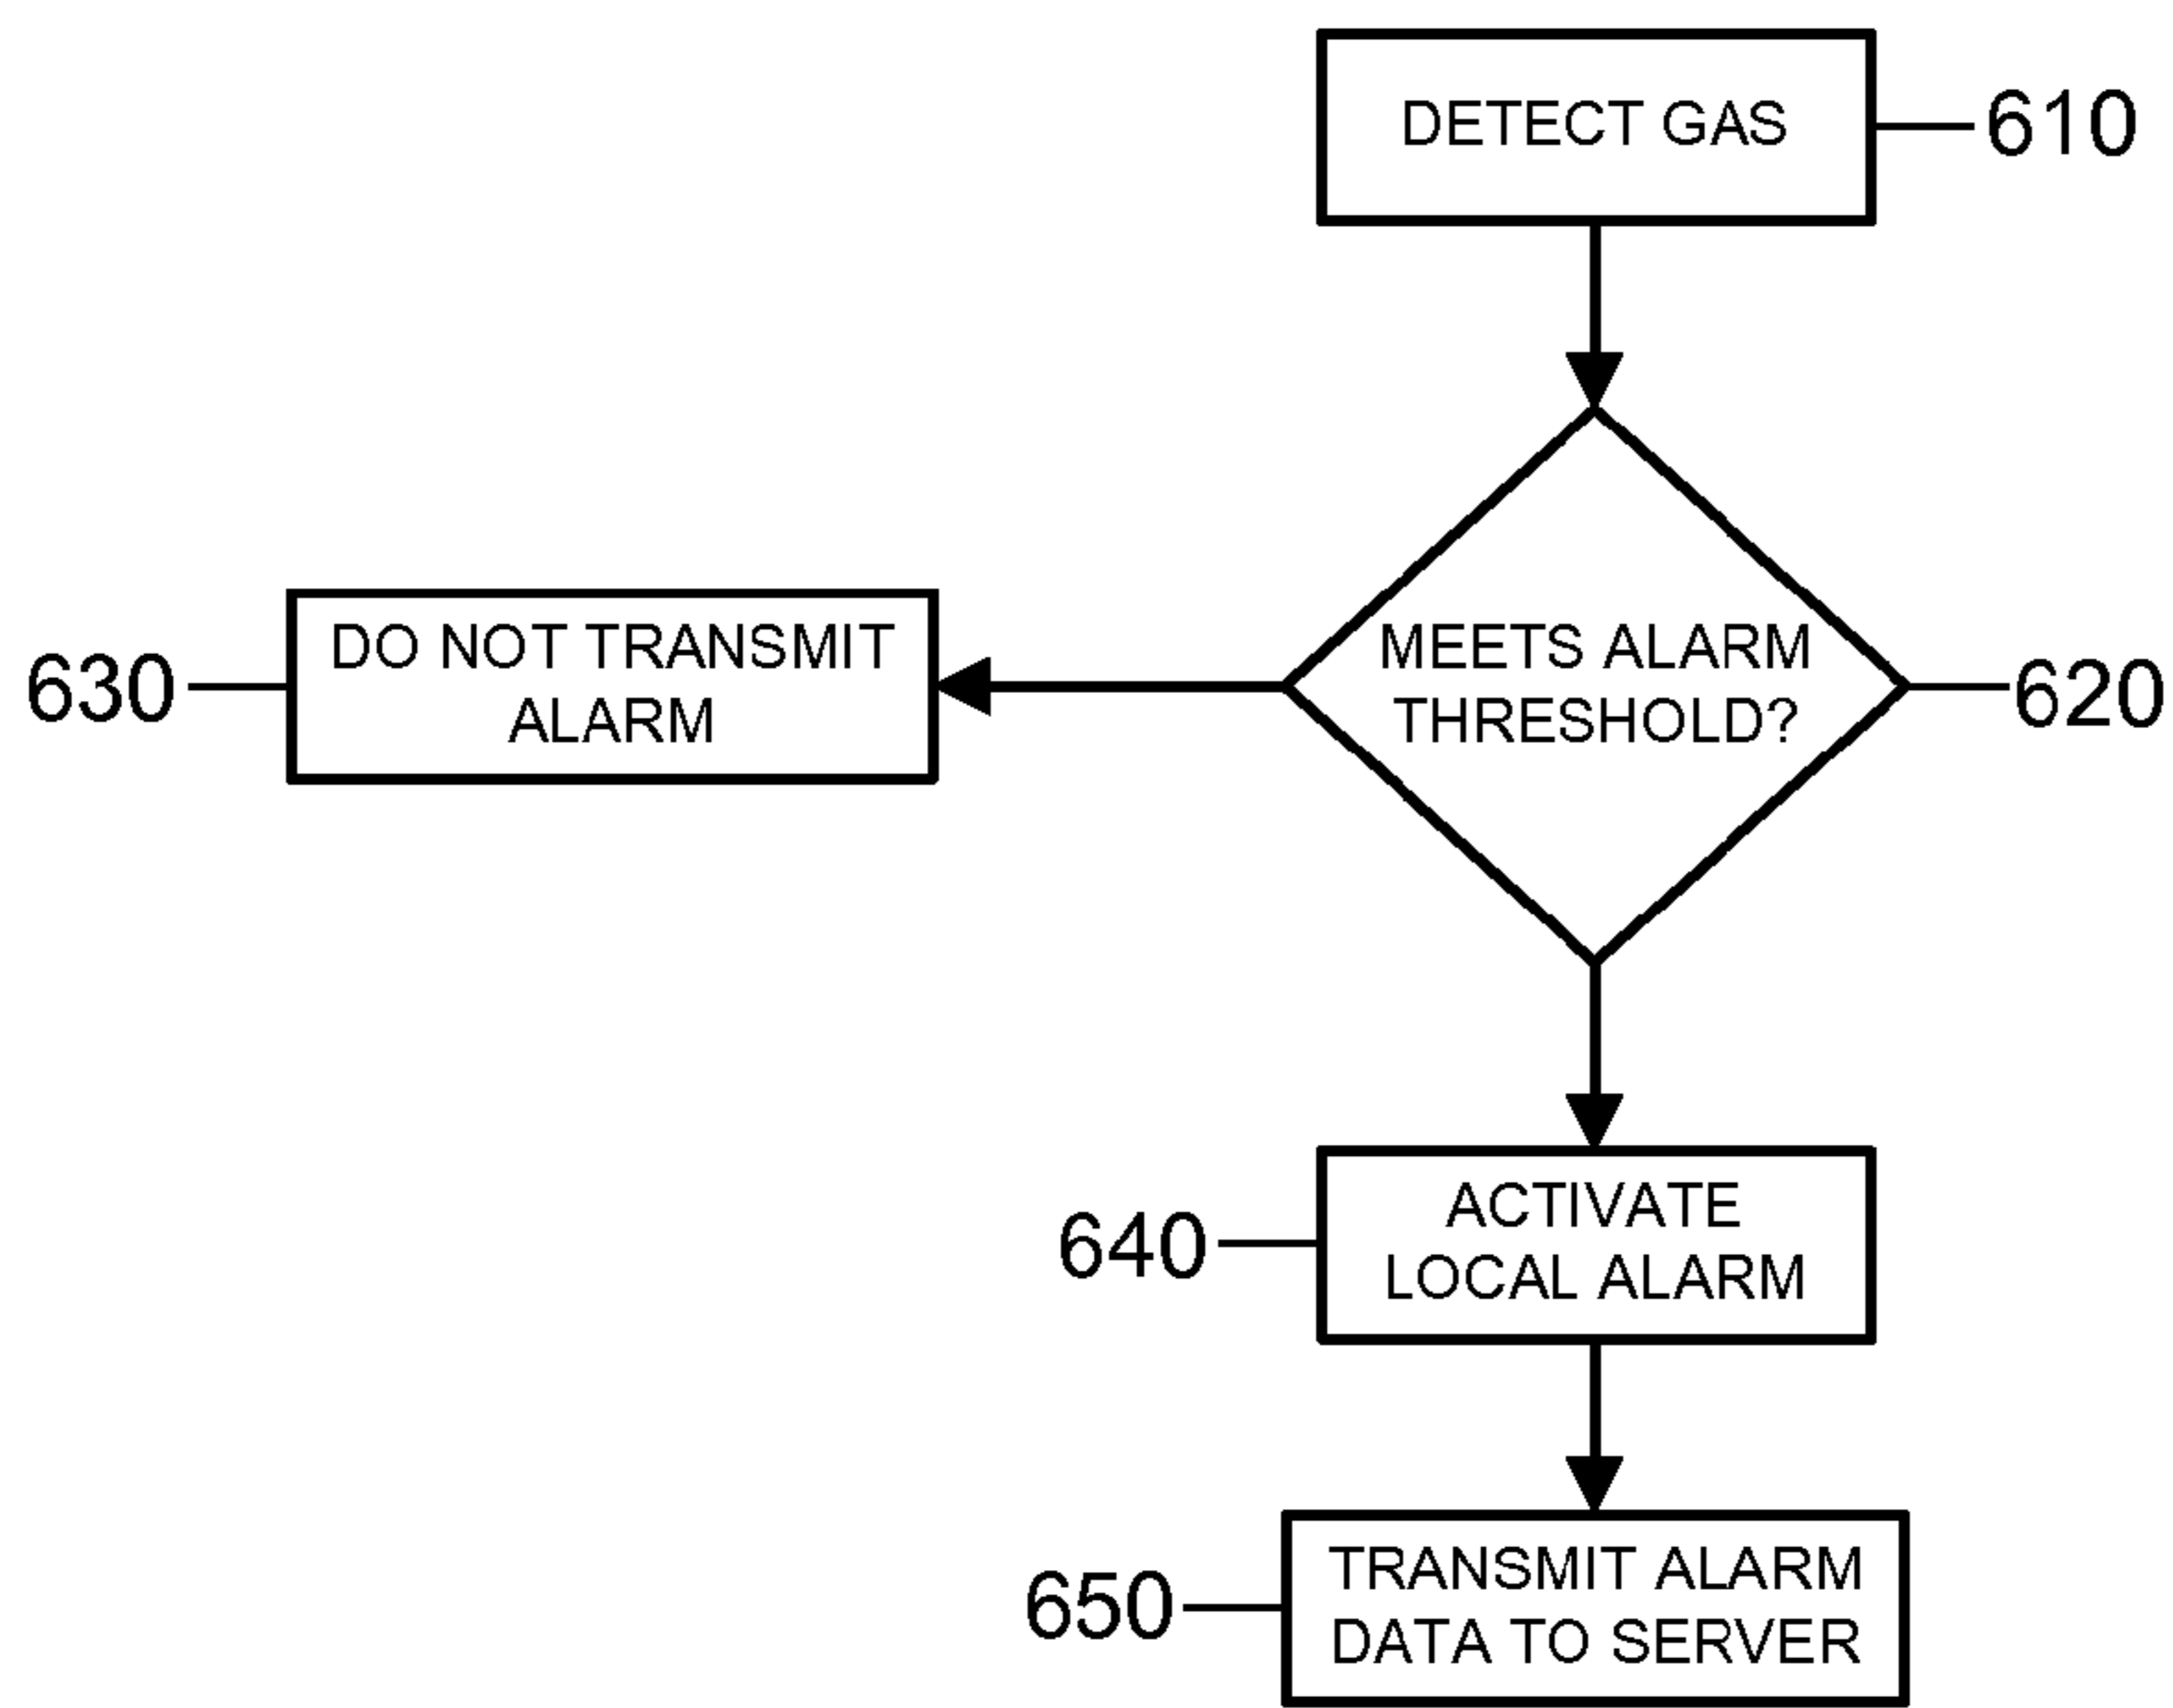 DETECT GAS
610
MEETS ALARM
THRESHOLD?
620
DO NOT TRANSMIT
ALARM
630
ACTIVATE
LOCAL ALARM
640
TRANSMIT ALARM
DATA TO SERVER
650